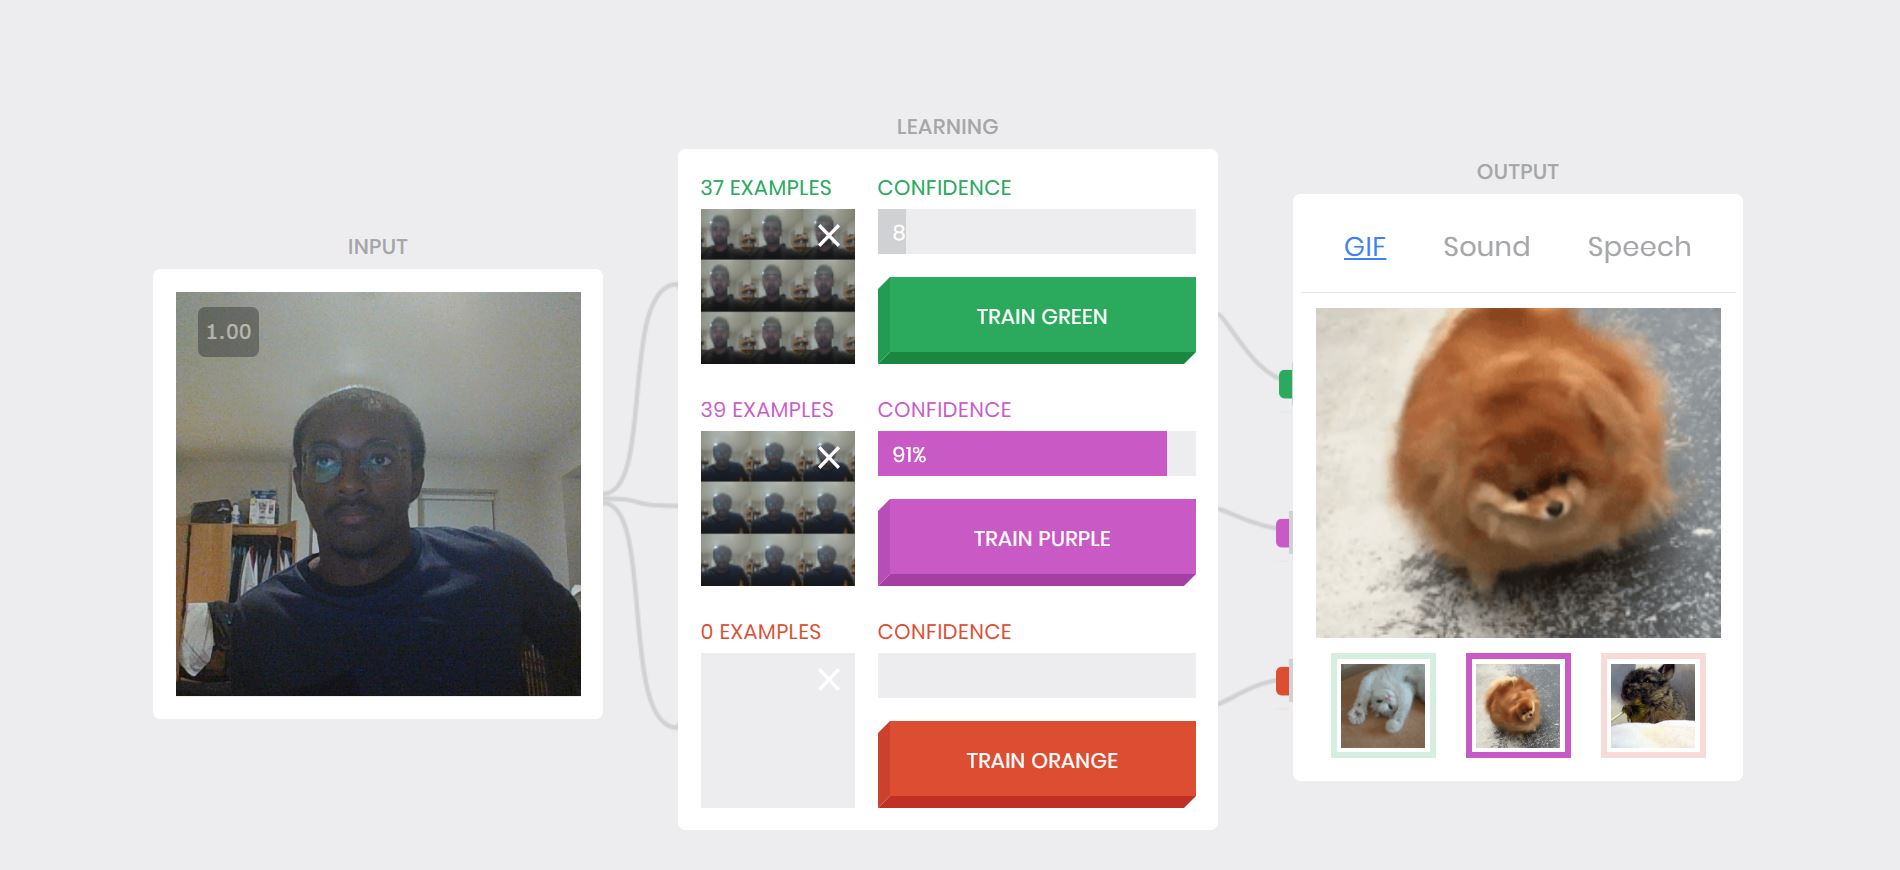 INPUT
1.00
LEARNING
37 EXAMPLES
CONFIDENCE
8
TRAIN GREEN
39 EXAMPLES
CONFIDENCE
91%
TRAIN PURPLE
0 EXAMPLES
CONFIDENCE
TRAIN ORANGE
OUTPUT
GIF Sound Speech